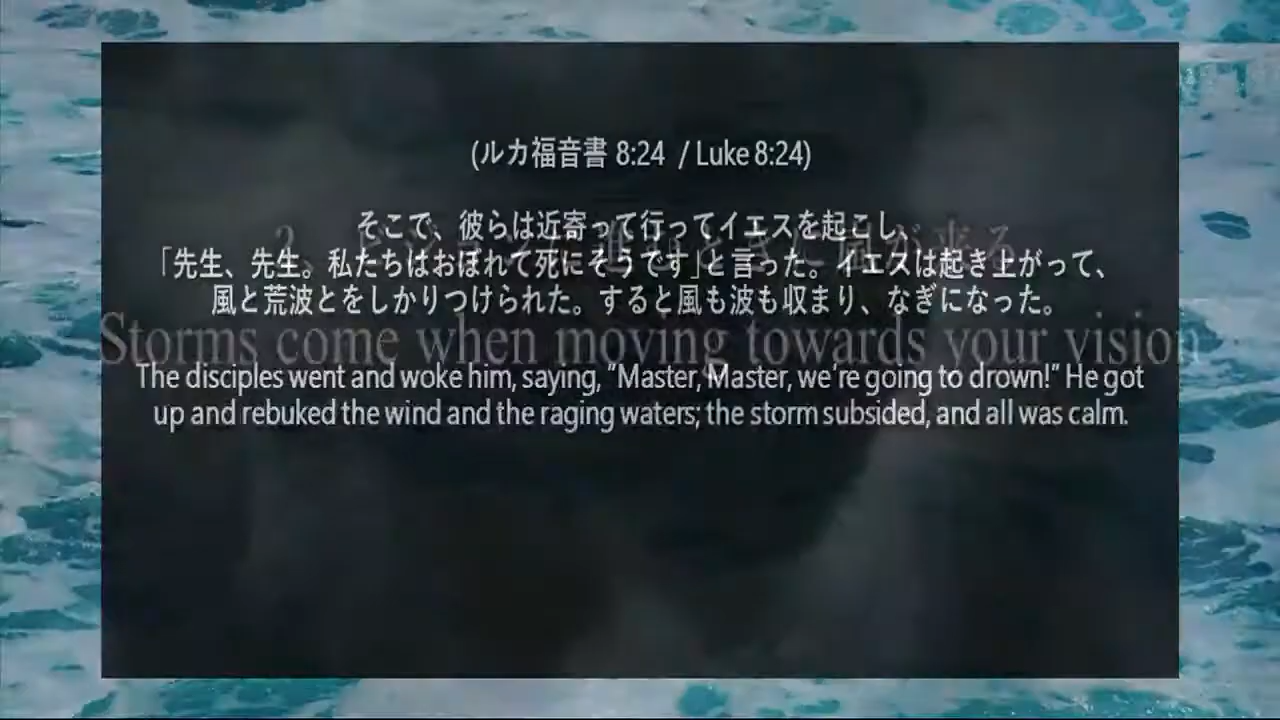 (ルカ福音書 8:24 / Luke 8:24)
そこで、彼らは近寄って行ってイエスを起こし、
「先生、先生。私たちはおぼれて死にそうです」と言った。イエスは起き上がって、
風と荒波とをしかりつけられた。すると風も波も収まり、なぎになった。
Storms come when moving towards your vision
The disciples went and woke him, saying, “Master, Master, we’re going to drown!” He got
up and rebuked the wind and the raging waters; the storm subsided, and all was calm.